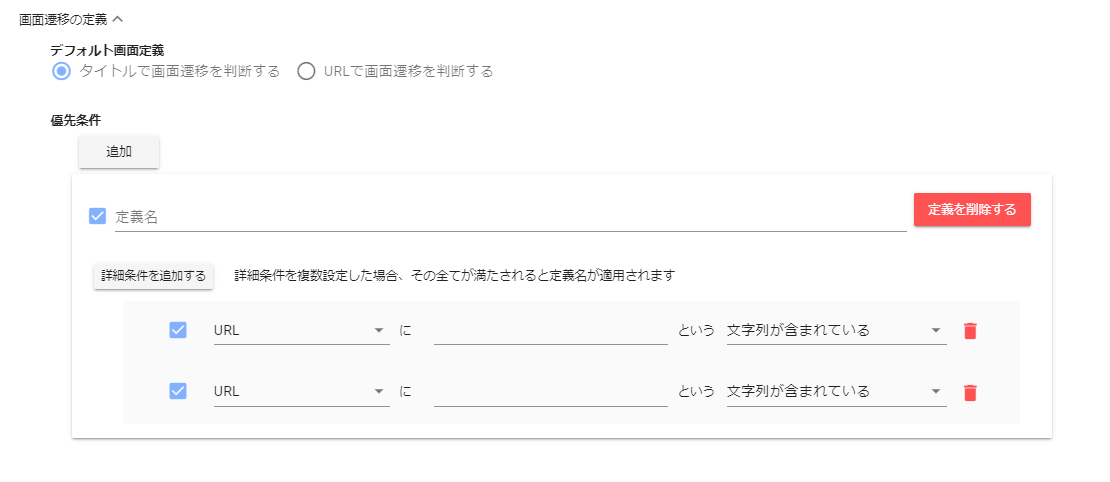 画面遷移の定義
デフォルト画面定義
タイトルで画面遷移を判断する URLで画面遷移を判断する
優先条件
追加
定義名 定義を削除する
詳細条件を追加する 詳細条件を複数設定した場合、その全てが満たされると定義名が適用されます
URL に という 文字列が含まれている
URL に という 文字列が含まれている